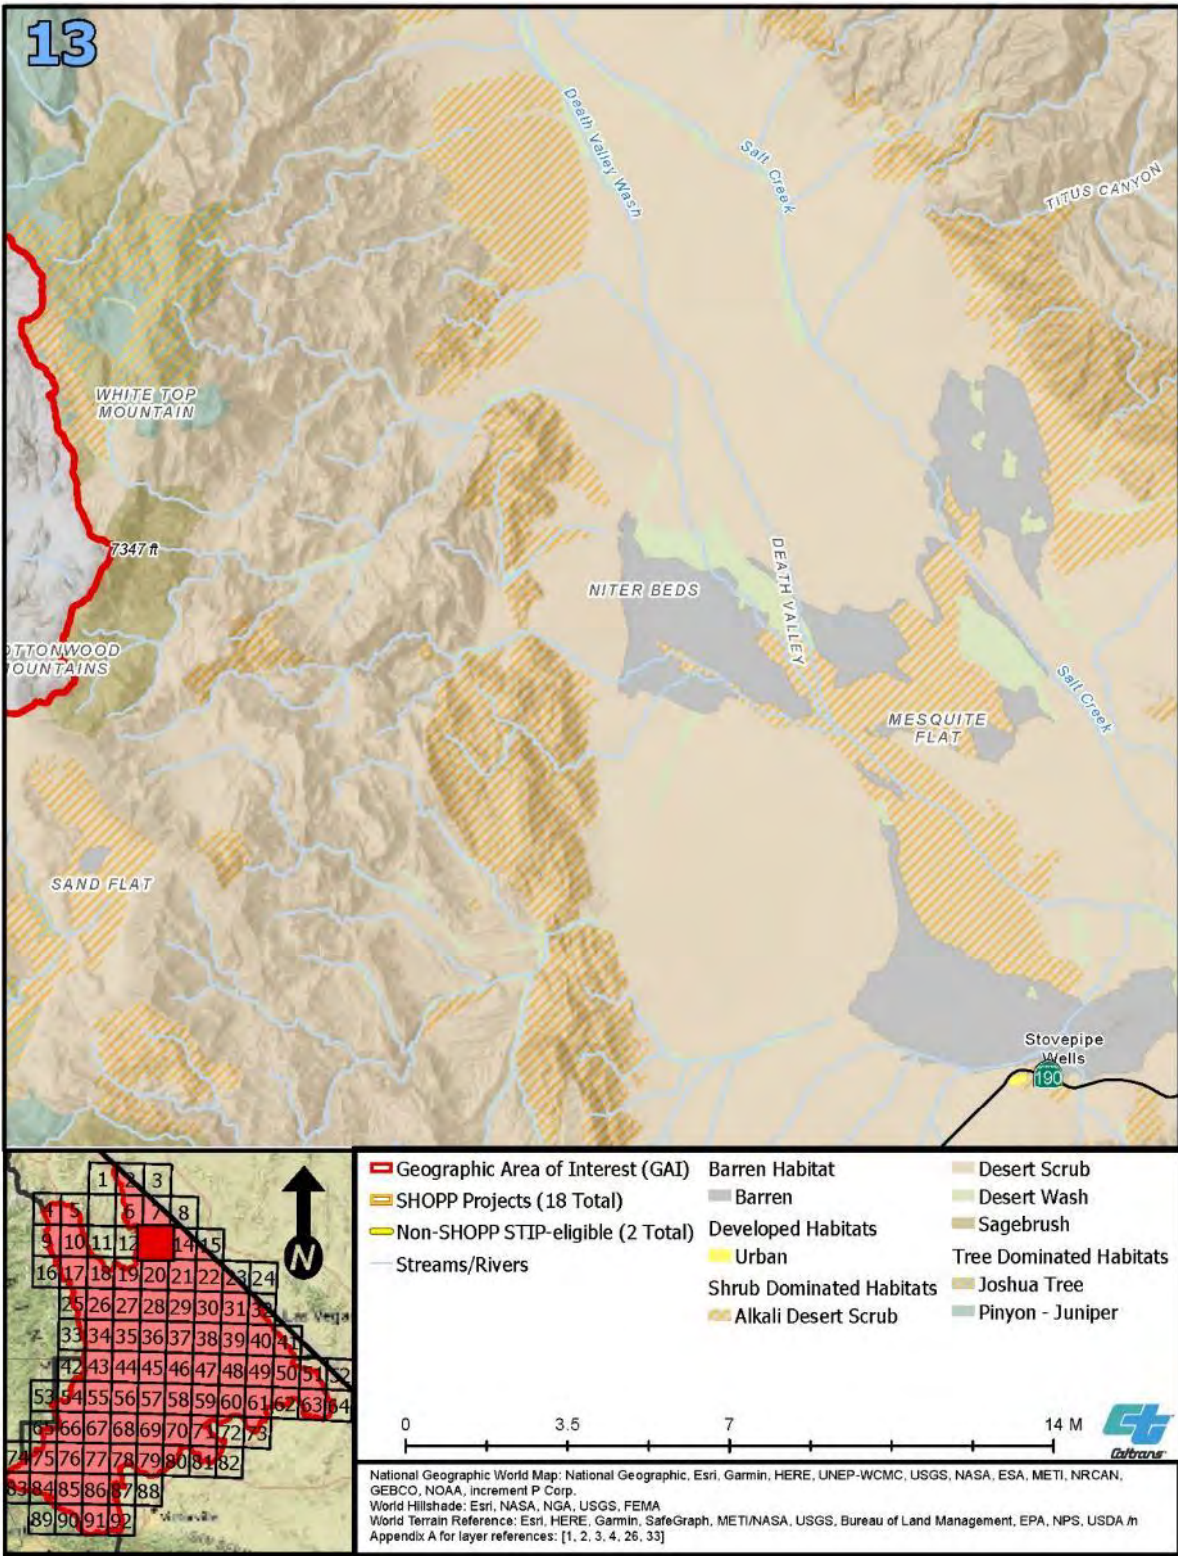 13
Death Valley Wash
Salt Creek
TITUS CANYON
WHITE TOP
MOUNTAIN
7347 ft
NITER BEDS
DEATH VALLEY
OTTONWOOD
OUNTAINS
Salt Creek
MESQUITE
FLAT
SAND FLAT
Stovepipe
Wells
190
1 2 3
4 5 6 7 8
9 10 11 12 14 15
16 17 18 19 20 21 22 23 24
25 26 27 28 29 30 31 32 Las Vegas
33 34 35 36 37 38 39 40 41
42 43 44 45 46 47 48 49 50 51 52
53 54 55 56 57 58 59 60 61 62 63 64
65 66 67 68 69 70 71 72 73
74 75 76 77 78 79 80 81 82
83 84 85 86 87 88
89 90 91 92
N
Geographic Area of Interest (GAI)
SHOPP Projects (18 Total)
Non-SHOPP STIP-eligible (2 Total)
Streams/Rivers
Barren Habitat
Barren
Developed Habitats
Urban
Shrub Dominated Habitats
Alkali Desert Scrub
Desert Scrub
Desert Wash
Sagebrush
Tree Dominated Habitats
Joshua Tree
Pinyon - Juniper
0 3.5 7 14 M
Caltrans
National Geographic World Map: National Geographic, Esri, Garmin, HERE, UNEP-WCMC, USGS, NASA, ESA, METI, NRCAN,
GEBCO, NOAA, increment P Corp.
World Hillshade: Esri, NASA, NGA, USGS, FEMA
World Terrain Reference: Esri, HERE, Garmin, SafeGraph, METI/NASA, USGS, Bureau of Land Management, EPA, NPS, USDA /n
Appendix A for layer references: [1, 2, 3, 4, 26, 33]